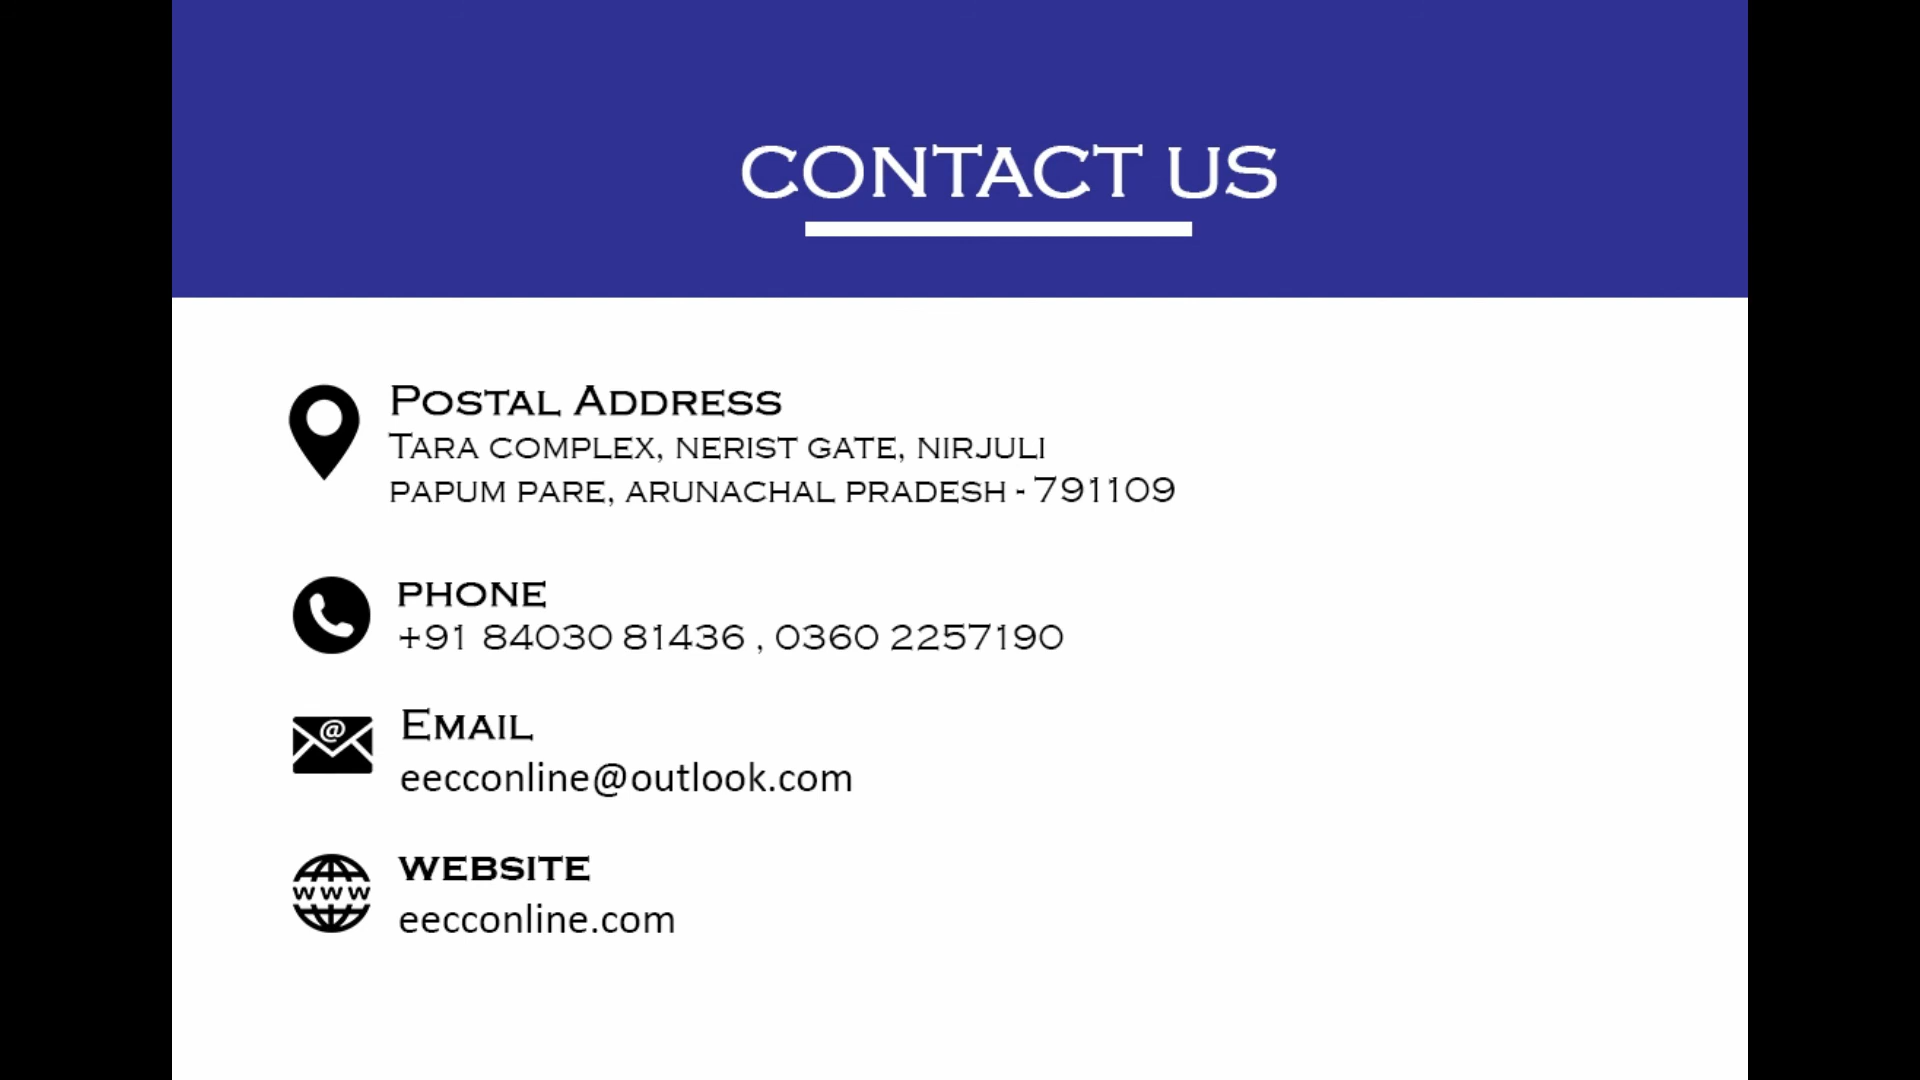 CONTACT US
POSTAL ADDRESS
TARA COMPLEX, NERIST GATE, NIRJULI
PAPUM PARE, ARUNACHAL PRADESH - 791109
PHONE
+91 84030 81436 , 0360 2257190
@
EMAIL
eecconline@outlook.com
WEBSITE
WWW
eecconline.com